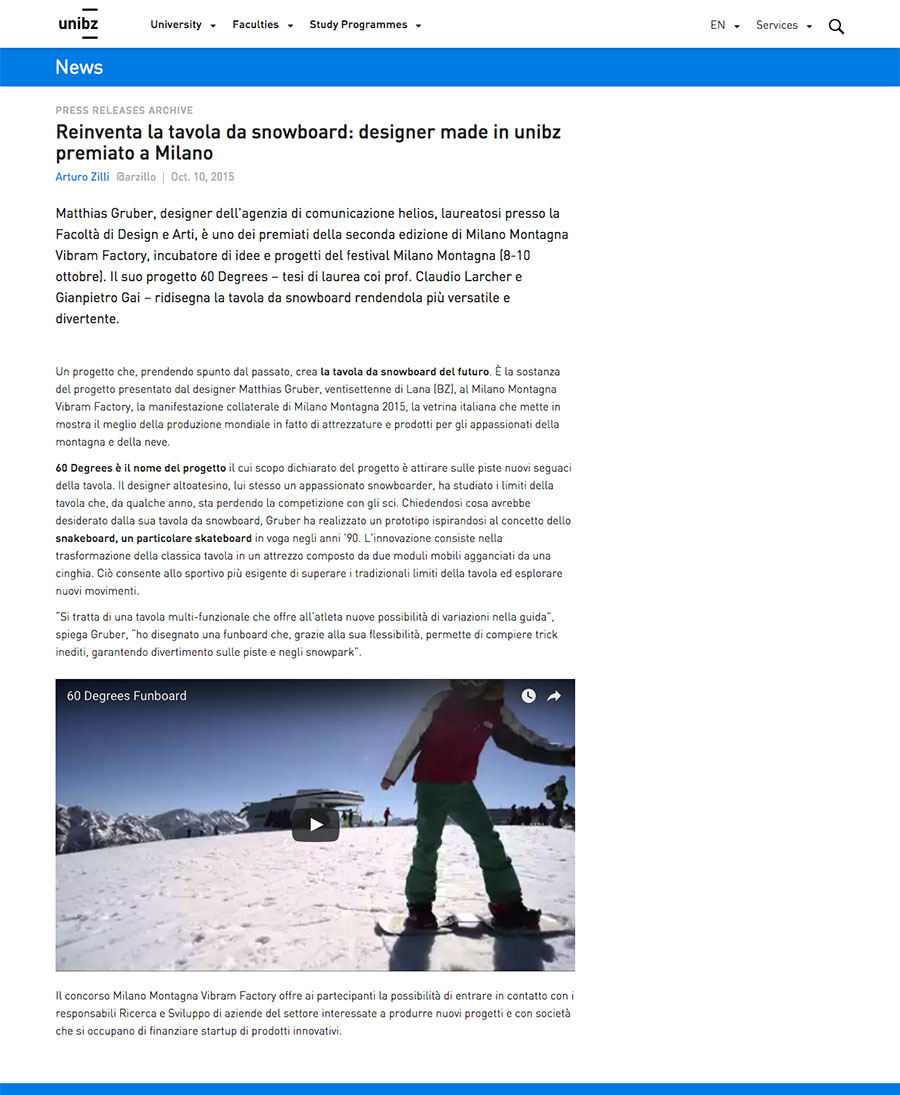 unibz
University Faculties Study Programmes EN Services
News
PRESS RELEASES ARCHIVE
Reinventa la tavola da snowboard: designer made in unibz
premiato a Milano
Arturo Zilli @arzillo | Oct. 10, 2015
Matthias Gruber, designer dell'agenzia di comunicazione helios, laureatosi presso la
Facoltà di Design e Arti, è uno dei premiati della seconda edizione di Milano Montagna
Vibram Factory, incubatore di idee e progetti del festival Milano Montagna (8-10
ottobre). Il suo progetto 60 Degrees – tesi di laurea coi prof. Claudio Larcher e
Gianpietro Gai – ridisegna la tavola da snowboard rendendola più versatile e
divertente.
Un progetto che, prendendo spunto dal passato, crea la tavola da snowboard del futuro. È la sostanza
del progetto presentato dal designer Matthias Gruber, ventisettenne di Lana (BZ), al Milano Montagna
Vibram Factory, la manifestazione collaterale di Milano Montagna 2015, la vetrina italiana che mette in
mostra il meglio della produzione mondiale in fatto di attrezzature e prodotti per gli appassionati della
montagna e della neve.
60 Degrees è il nome del progetto il cui scopo dichiarato del progetto è attirare sulle piste nuovi seguaci
della tavola. Il designer altoatesino, lui stesso un appassionato snowboarder, ha studiato i limiti della
tavola che, da qualche anno, sta perdendo la competizione con gli sci. Chiedendosi cosa avrebbe
desiderato dalla sua tavola da snowboard, Gruber ha realizzato un prototipo ispirandosi al concetto dello
snakeboard, un particolare skateboard in voga negli anni '90. L'innovazione consiste nella
trasformazione della classica tavola in un attrezzo composto da due moduli mobili agganciati da una
cinghia. Ciò consente allo sportivo più esigente di superare i tradizionali limiti della tavola ed esplorare
nuovi movimenti.
"Si tratta di una tavola multi-funzionale che offre all'atleta nuove possibilità di variazioni nella guida",
spiega Gruber, "ho disegnato una funboard che, grazie alla sua flessibilità, permette di compiere trick
inediti, garantendo divertimento sulle piste e negli snowpark".
60 Degrees Funboard
Il concorso Milano Montagna Vibram Factory offre ai partecipanti la possibilità di entrare in contatto con i
responsabili Ricerca e Sviluppo di aziende del settore interessate a produrre nuovi progetti e con società
che si occupano di finanziare startup di prodotti innovativi.